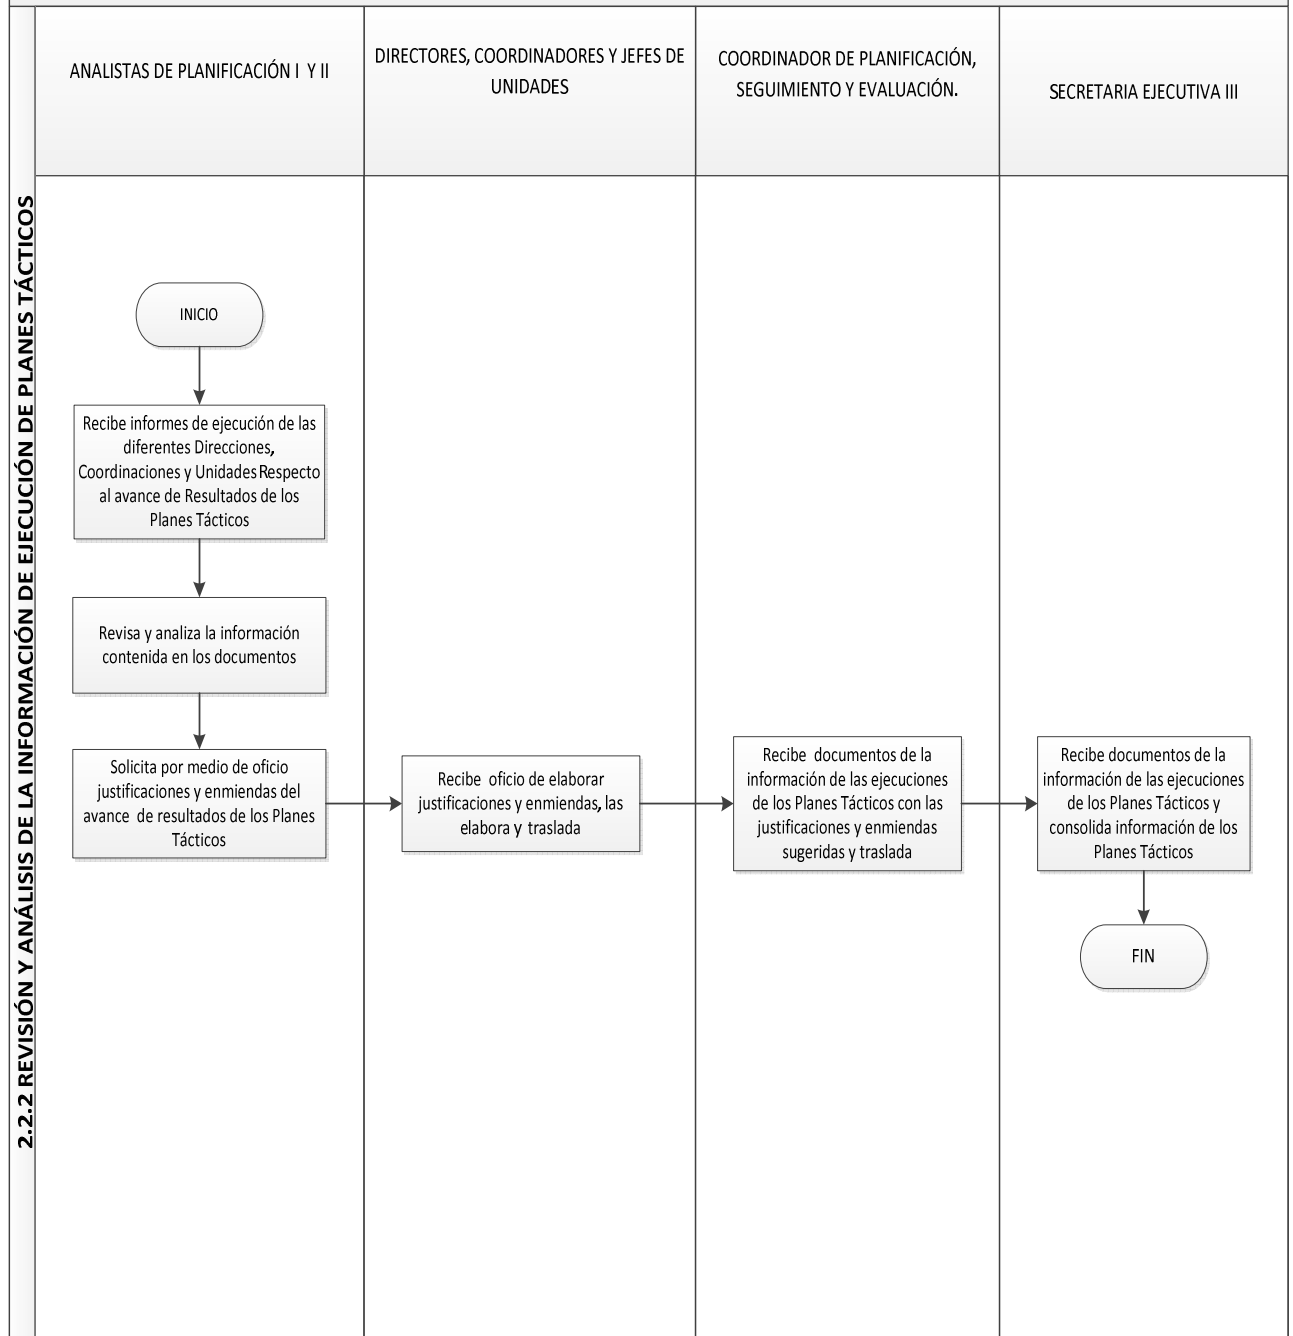 2.2.2 REVISIÓN Y ANÁLISIS DE LA INFORMACIÓN DE EJECUCIÓN DE PLANES TÁCTICOS
ANALISTAS DE PLANIFICACIÓN I Y II
DIRECTORES, COORDINADORES Y JEFES DE
UNIDADES
COORDINADOR DE PLANIFICACIÓN,
SEGUIMIENTO Y EVALUACIÓN.
SECRETARIA EJECUTIVA III
INICIO
Recibe informes de ejecución de las
diferentes Direcciones,
Coordinaciones y Unidades Respecto
al avance de Resultados de los
Planes Tácticos
Revisa y analiza la información
contenida en los documentos
Solicita por medio de oficio
justificaciones y enmiendas del
avance de resultados de los Planes
Tácticos
Recibe oficio de elaborar
justificaciones y enmiendas, las
elabora y traslada
Recibe documentos de la
información de las ejecuciones
de los Planes Tácticos con las
justificaciones y enmiendas
sugeridas y traslada
Recibe documentos de la
información de las ejecuciones
de los Planes Tácticos y
consolida información de los
Planes Tácticos
FIN